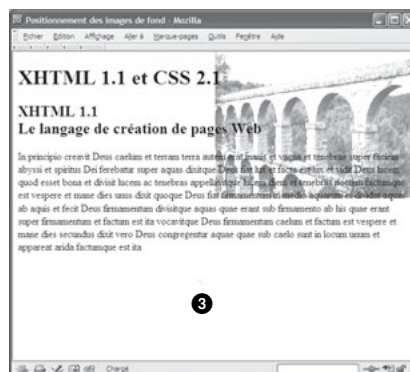 Positionnement des images de fond - Mozilla
Fichier Edition Affichage Aller à Marque-pages Outils Fenêtre Aide
XHTML 1.1 et CSS 2.1
XHTML 1.1
Le langage de création de pages Web
In principio creavit Deus caelum et terram terra autem erat inanis et vacua et tenebrae super faciem
abyssi et spiritus Dei ferebatur super aquas dixitque Deus fiat lux et facta est lux et vidit Deus lucem
quod esset bona et divisit lucem ac tenebras appellavitque lucem diem et tenebras noctem factumque
est vespere et mane dies unus dixit quoque Deus fiat firmamentum in medio aquarum et dividat aquas
ab aquis et fecit Deus firmamentum divisitque aquas quae erant sub firmamento ab his quae erant
super firmamentum et factum est ita vocavitque Deus firmamentum caelum et factum est vespere et
mane dies secundus dixit vero Deus congregentur aquae quae sub caelo sunt in locum unum et
appareat arida factumque est ita
3
Chargé